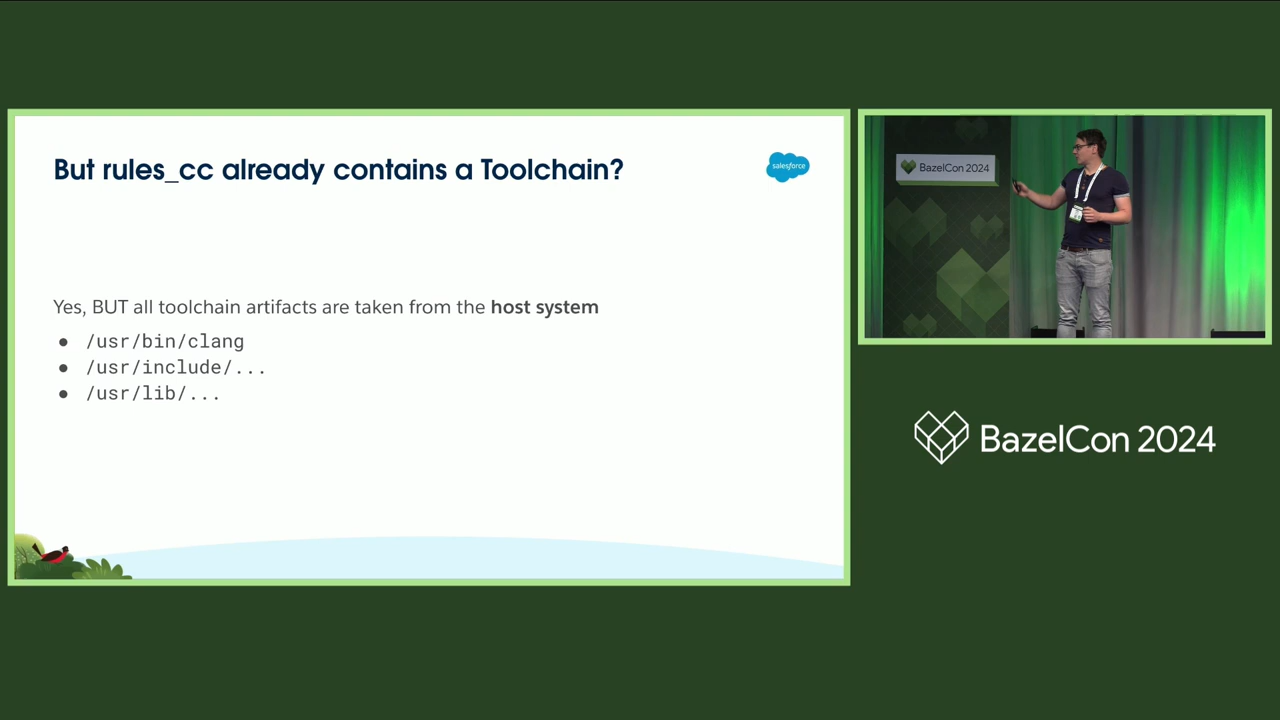 But rules_cc already contains a Toolchain?
salesforce
Yes, BUT all toolchain artifacts are taken from the host system
● /usr/bin/clang
● /usr/include/...
● /usr/lib/...
BazelCon 2024
BazelCon 2024